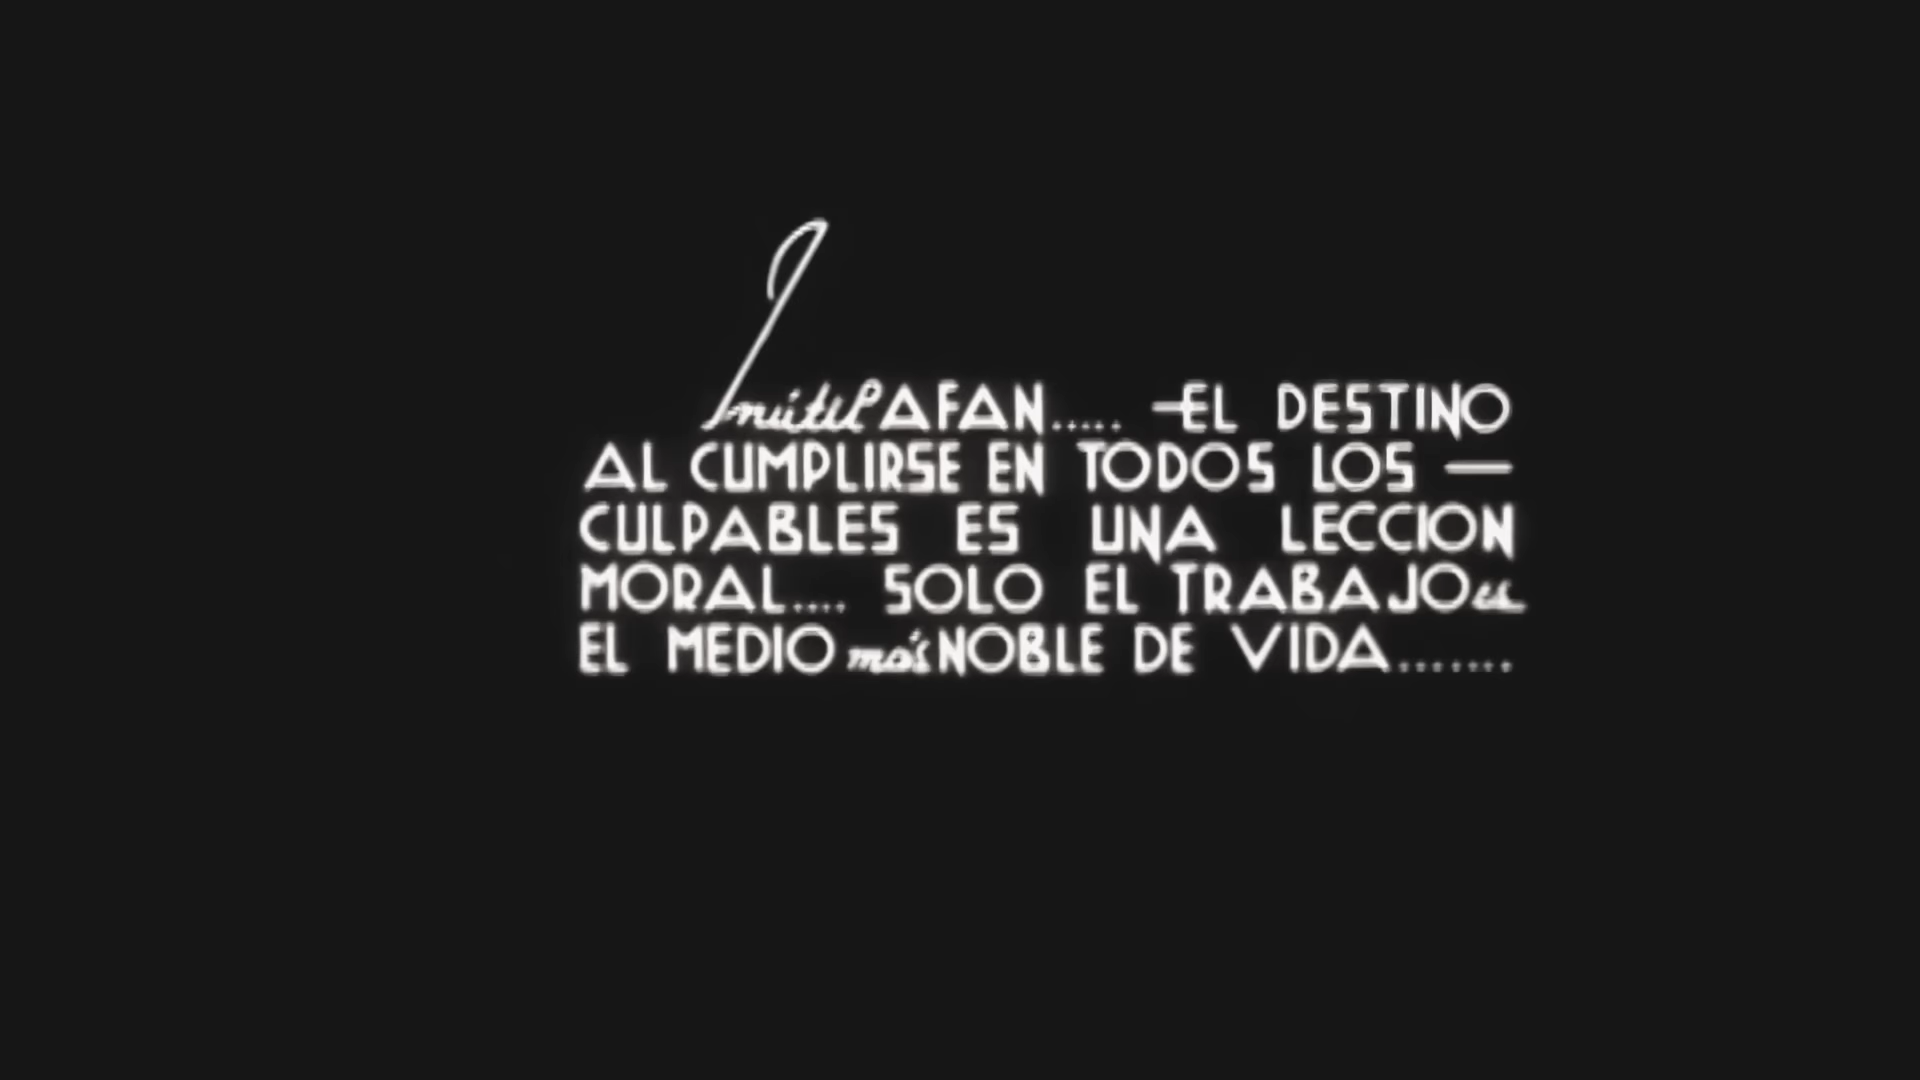 Inútil AFAN..... —EL DESTINO
AL CUMPLIRSE EN TODOS LOS —
CULPABLES ES UNA LECCION
MORAL.... SOLO EL TRABAJO es
EL MEDIO más NOBLE DE VIDA.......